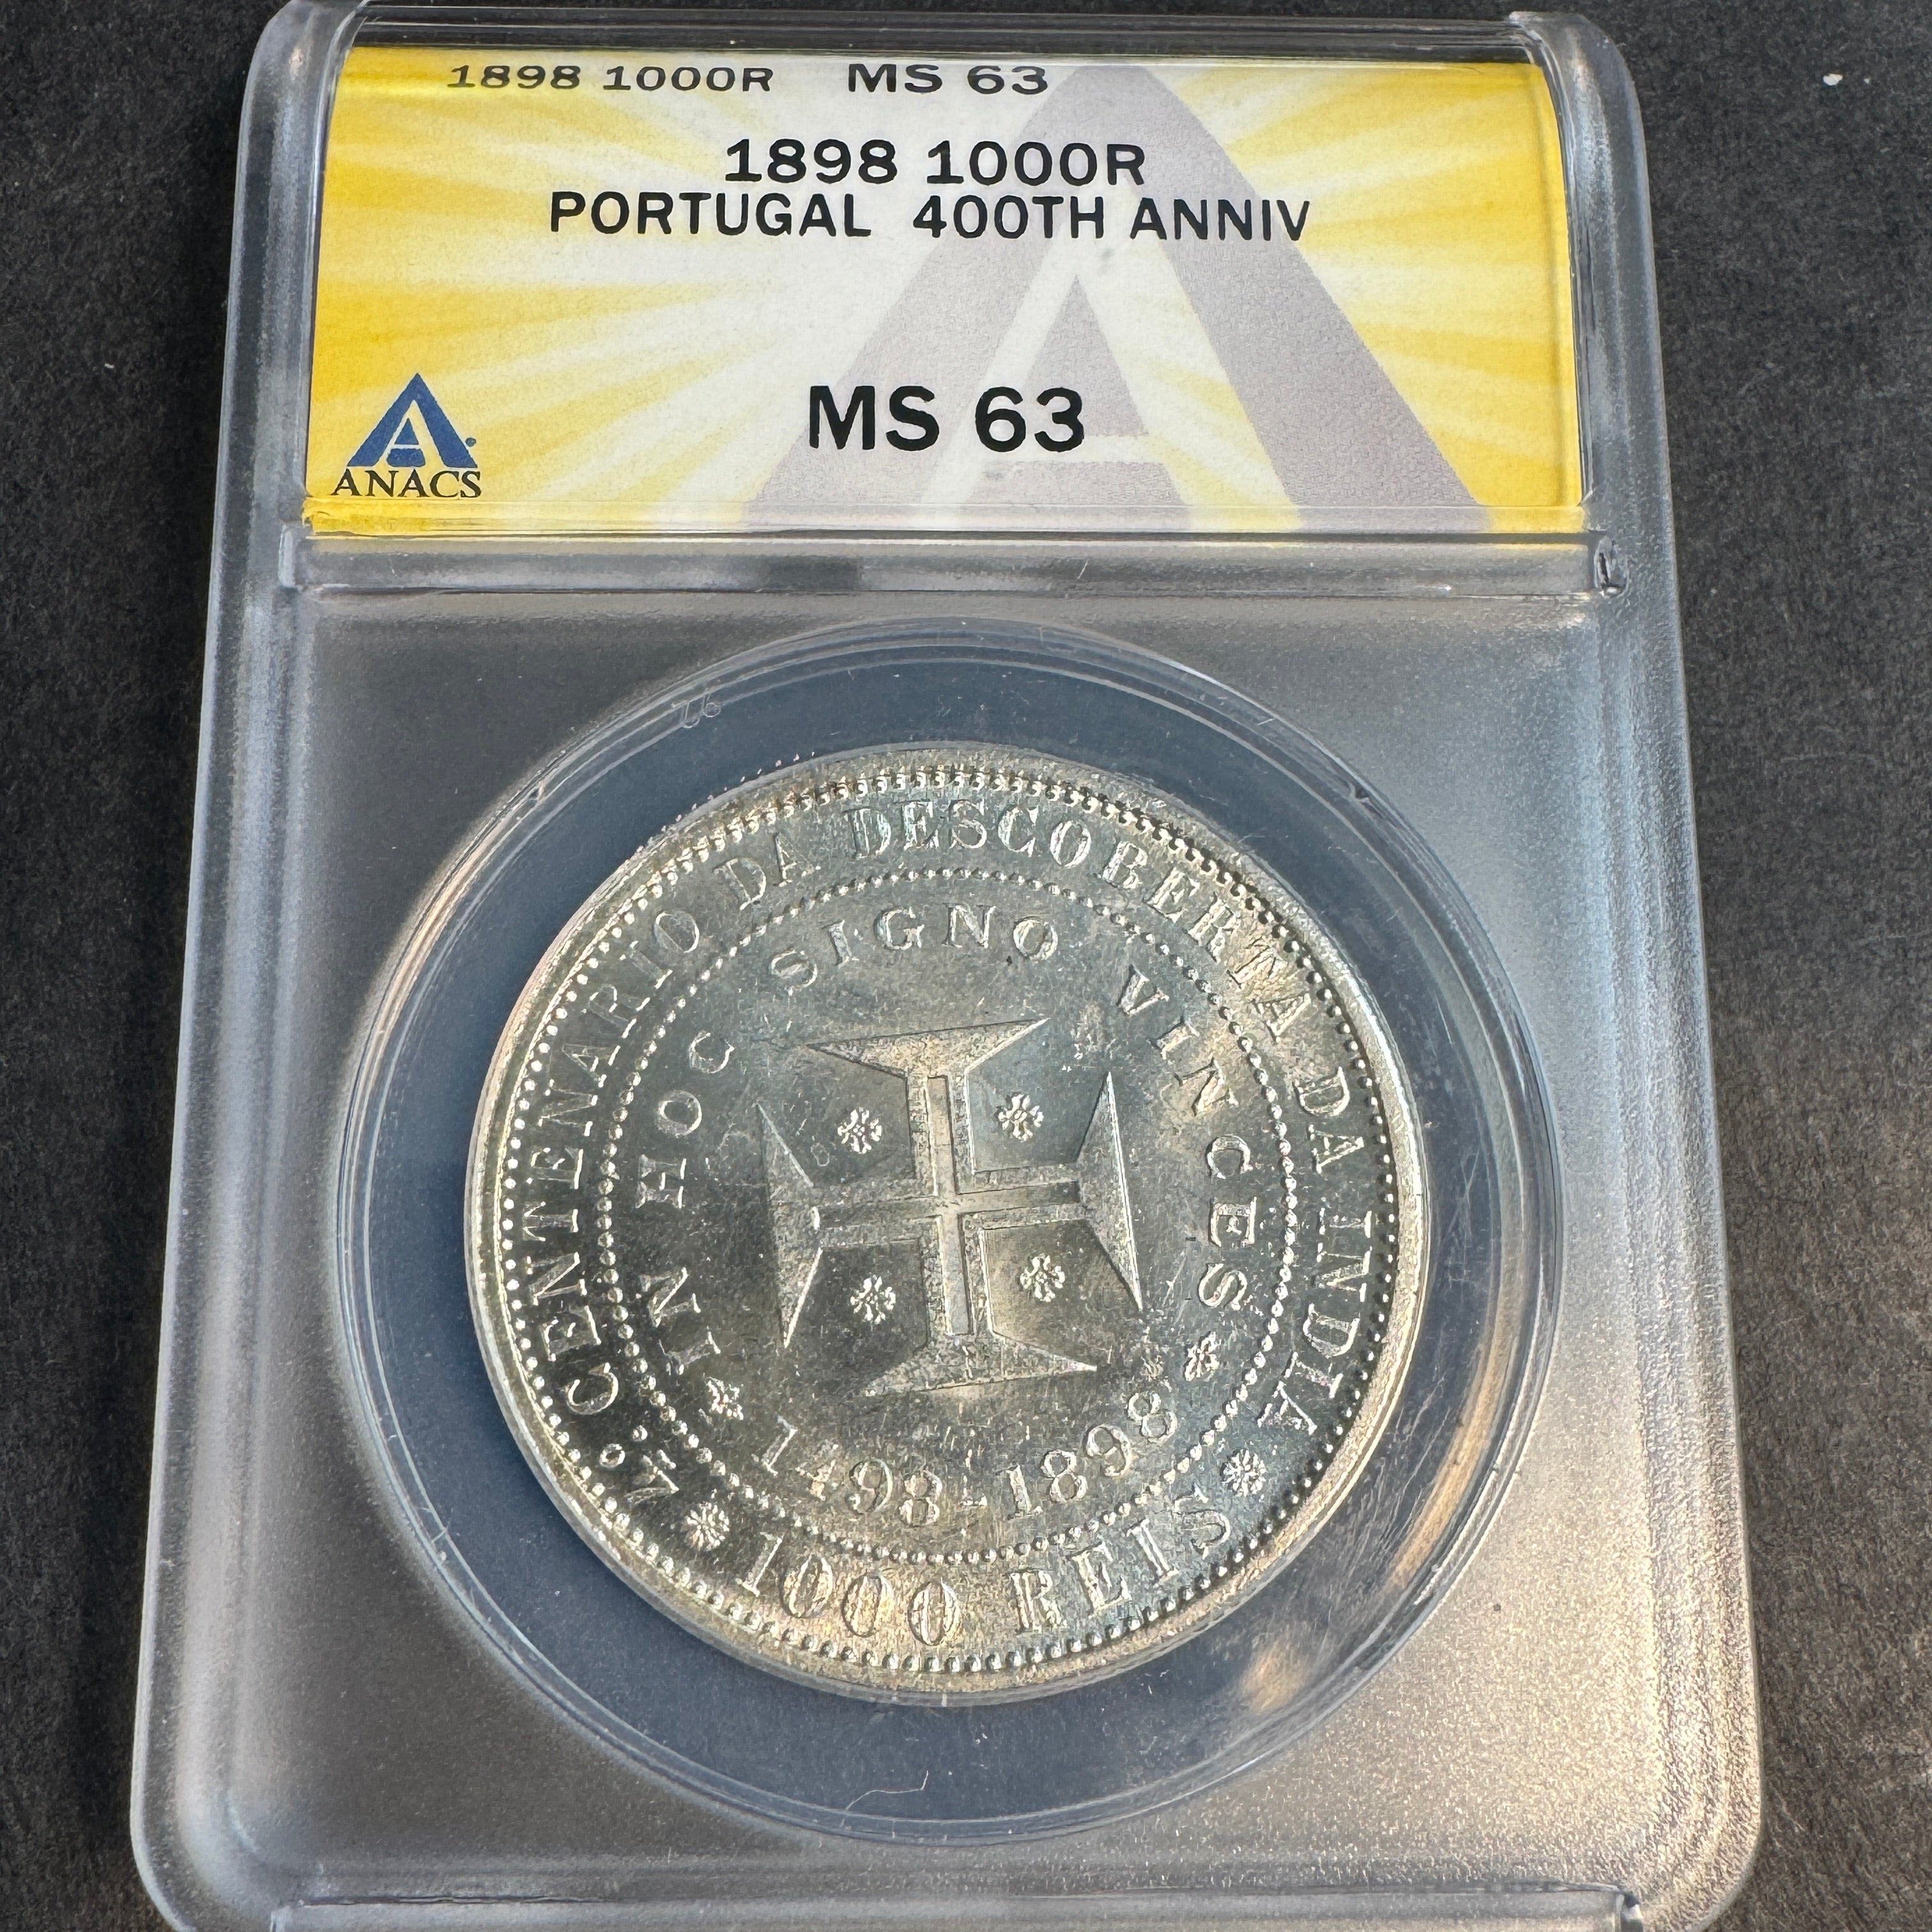 1898 1000R MS 63
1898 1000R
PORTUGAL 400TH ANNIV
MS 63
ANACS
4.º CENTENARIO DA DESCOBERTA DA INDIA
IN HOC SIGNO VINCES
1498-1898
1000 REIS